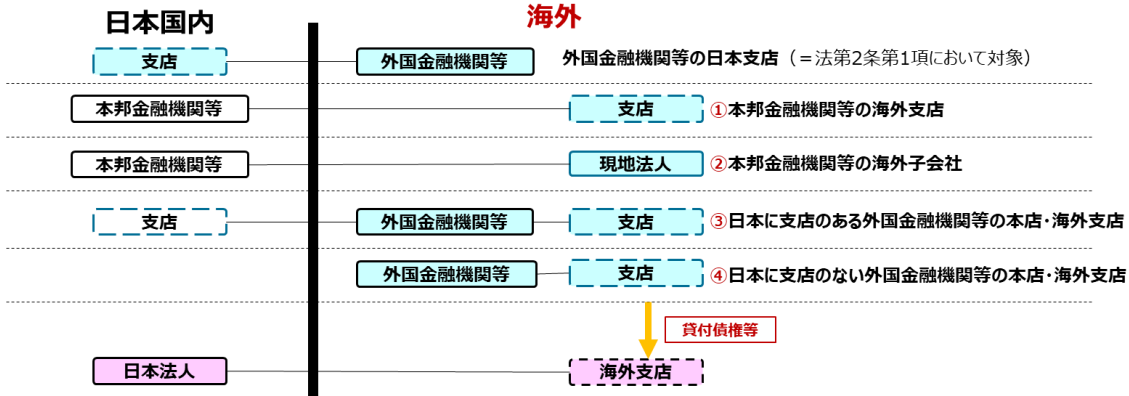 日本国内
海外
支店
外国金融機関等
外国金融機関等の日本支店（＝法第2条第1項において対象）
本邦金融機関等
支店
①本邦金融機関等の海外支店
本邦金融機関等
現地法人
②本邦金融機関等の海外子会社
支店
外国金融機関等
支店
③日本に支店のある外国金融機関等の本店･海外支店
外国金融機関等
支店
④日本に支店のない外国金融機関等の本店･海外支店
貸付債権等
日本法人
海外支店